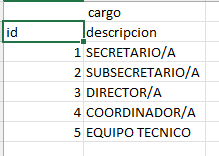 cargo
id descripcion
1 SECRETARIO/A
2 SUBSECRETARIO/A
3 DIRECTOR/A
4 COORDINADOR/A
5 EQUIPO TECNICO